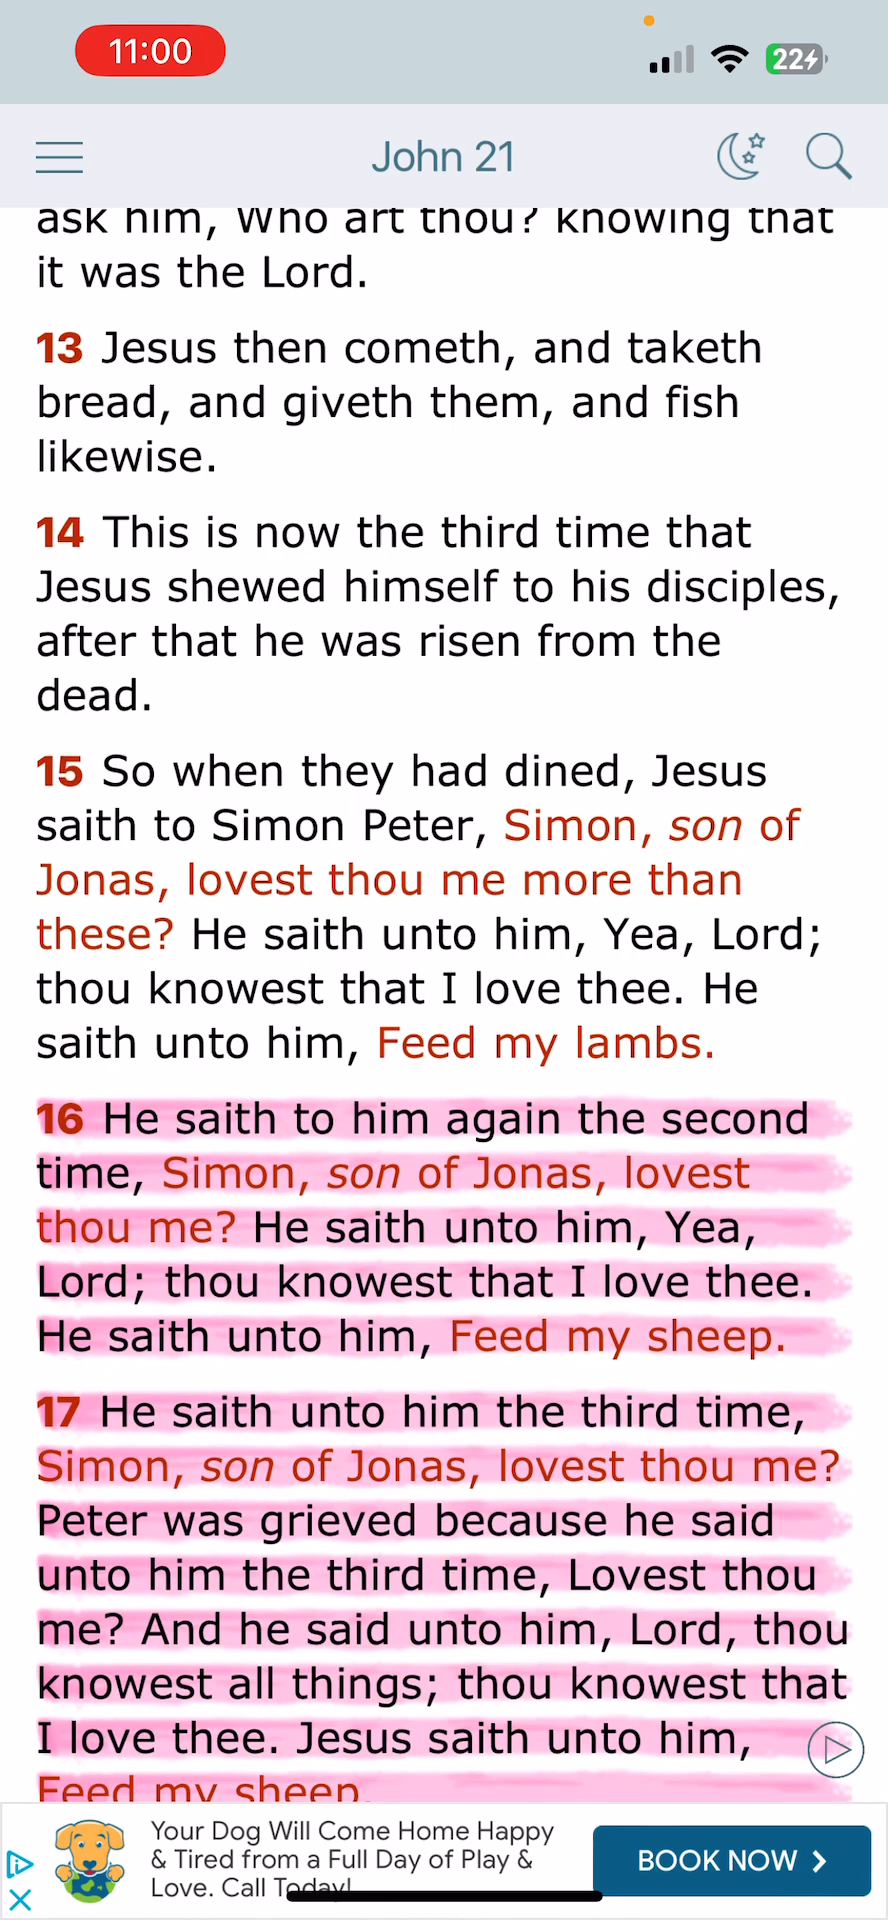 11:00
22
John 21
ask him, Who art thou? knowing that
it was the Lord.
13 Jesus then cometh, and taketh
bread, and giveth them, and fish
likewise.
14 This is now the third time that
Jesus shewed himself to his disciples,
after that he was risen from the
dead.
15 So when they had dined, Jesus
saith to Simon Peter, Simon, son of
Jonas, lovest thou me more than
these? He saith unto him, Yea, Lord;
thou knowest that I love thee. He
saith unto him, Feed my lambs.
16 He saith to him again the second
time, Simon, son of Jonas, lovest
thou me? He saith unto him, Yea,
Lord; thou knowest that I love thee.
He saith unto him, Feed my sheep.
17 He saith unto him the third time,
Simon, son of Jonas, lovest thou me?
Peter was grieved because he said
unto him the third time, Lovest thou
me? And he said unto him, Lord, thou
knowest all things; thou knowest that
I love thee. Jesus saith unto him,
Feed my sheep.
Your Dog Will Come Home Happy
& Tired from a Full Day of Play &
Love. Call Today!
BOOK NOW